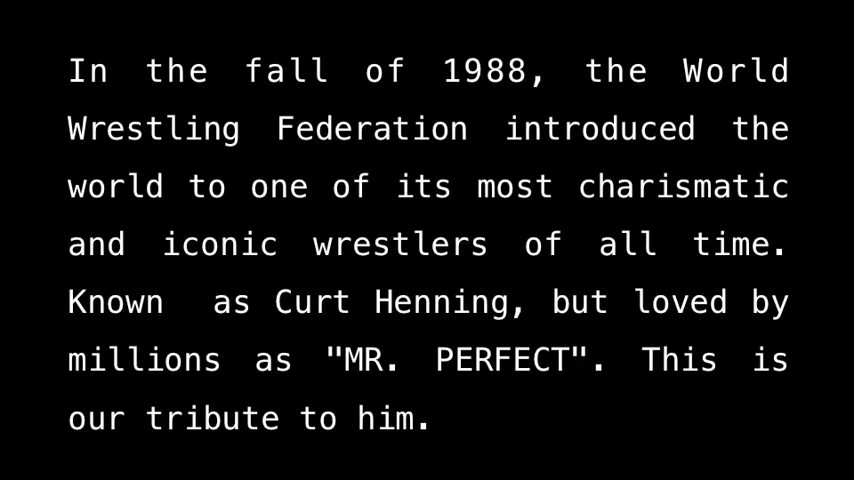 In the fall of 1988, the World
Wrestling Federation introduced the
world to one of its most charismatic
and iconic wrestlers of all time.
Known as Curt Henning, but loved by
millions as "MR. PERFECT". This is
our tribute to him.